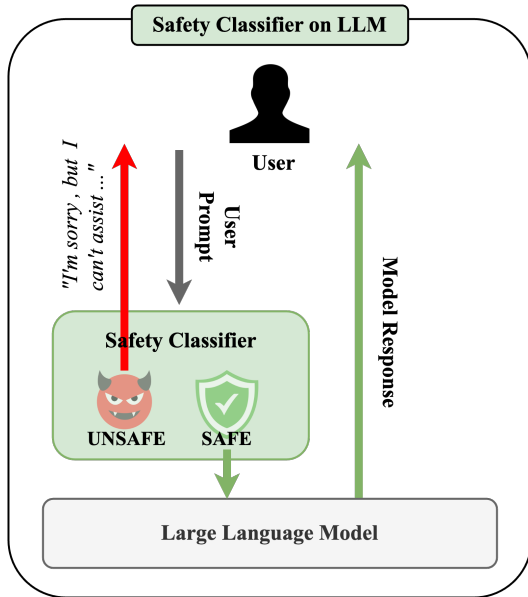 Safety Classifier on LLM
User
"I'm sorry , but I
can't assist ..."
User
Prompt
Model Response
Safety Classifier
UNSAFE
SAFE
Large Language Model